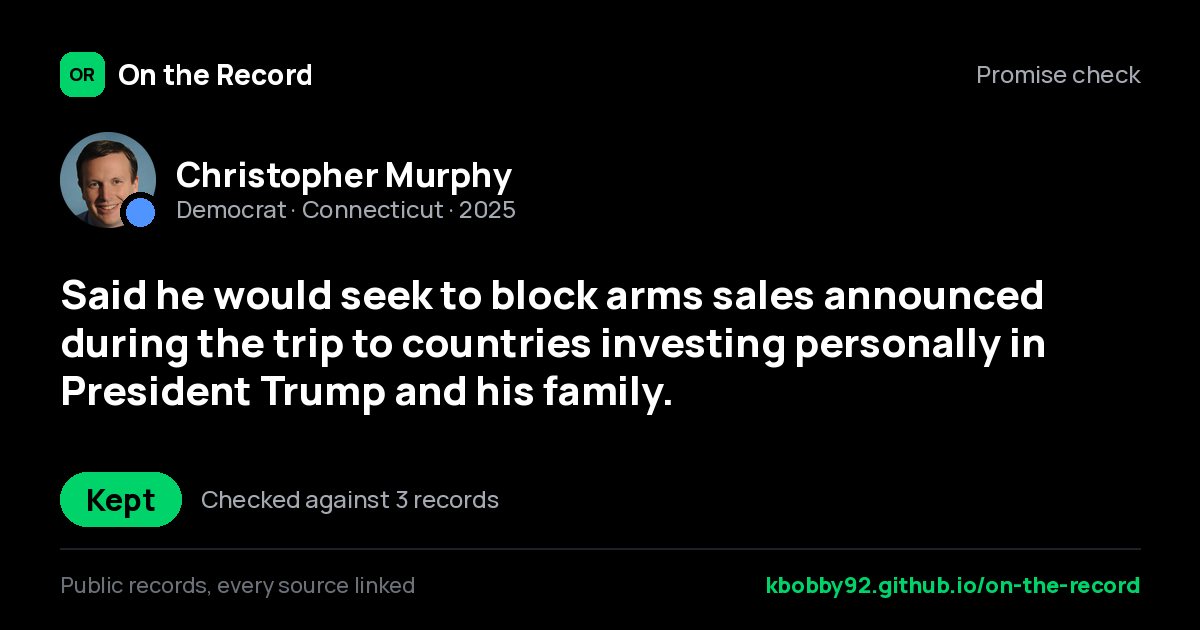 OR On the Record
Promise check
Christopher Murphy
Democrat · Connecticut · 2025
Said he would seek to block arms sales announced
during the trip to countries investing personally in
President Trump and his family.
Kept Checked against 3 records
Public records, every source linked
kbobby92.github.io/on-the-record